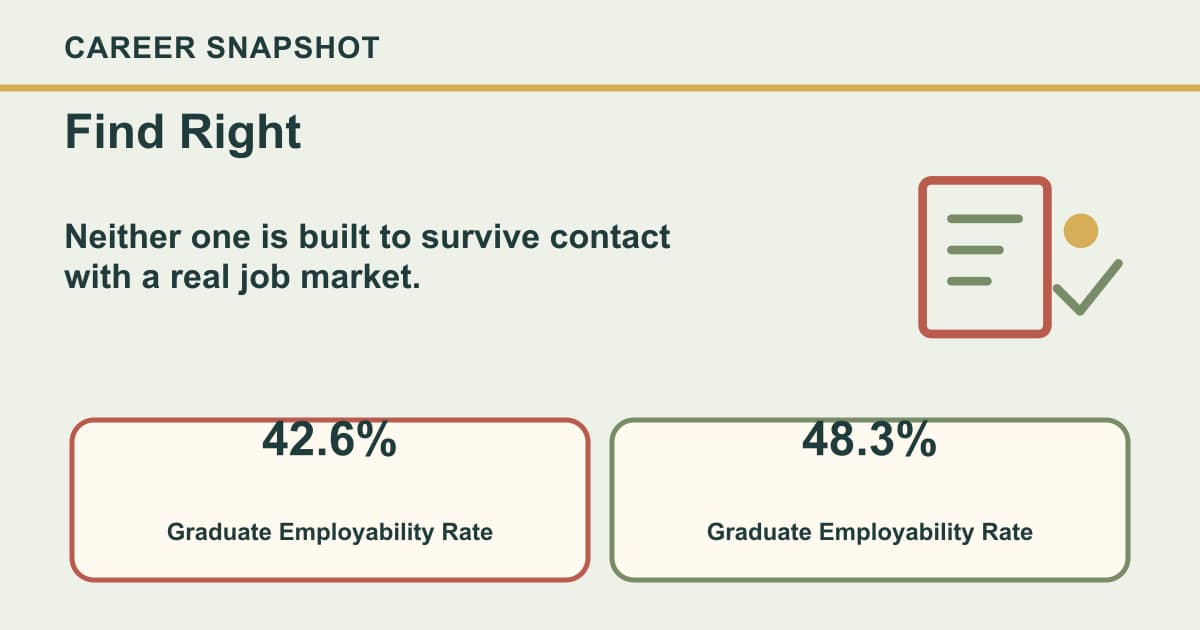 CAREER SNAPSHOT
Find Right
Neither one is built to survive contact
with a real job market.
42.6%
Graduate Employability Rate
48.3%
Graduate Employability Rate